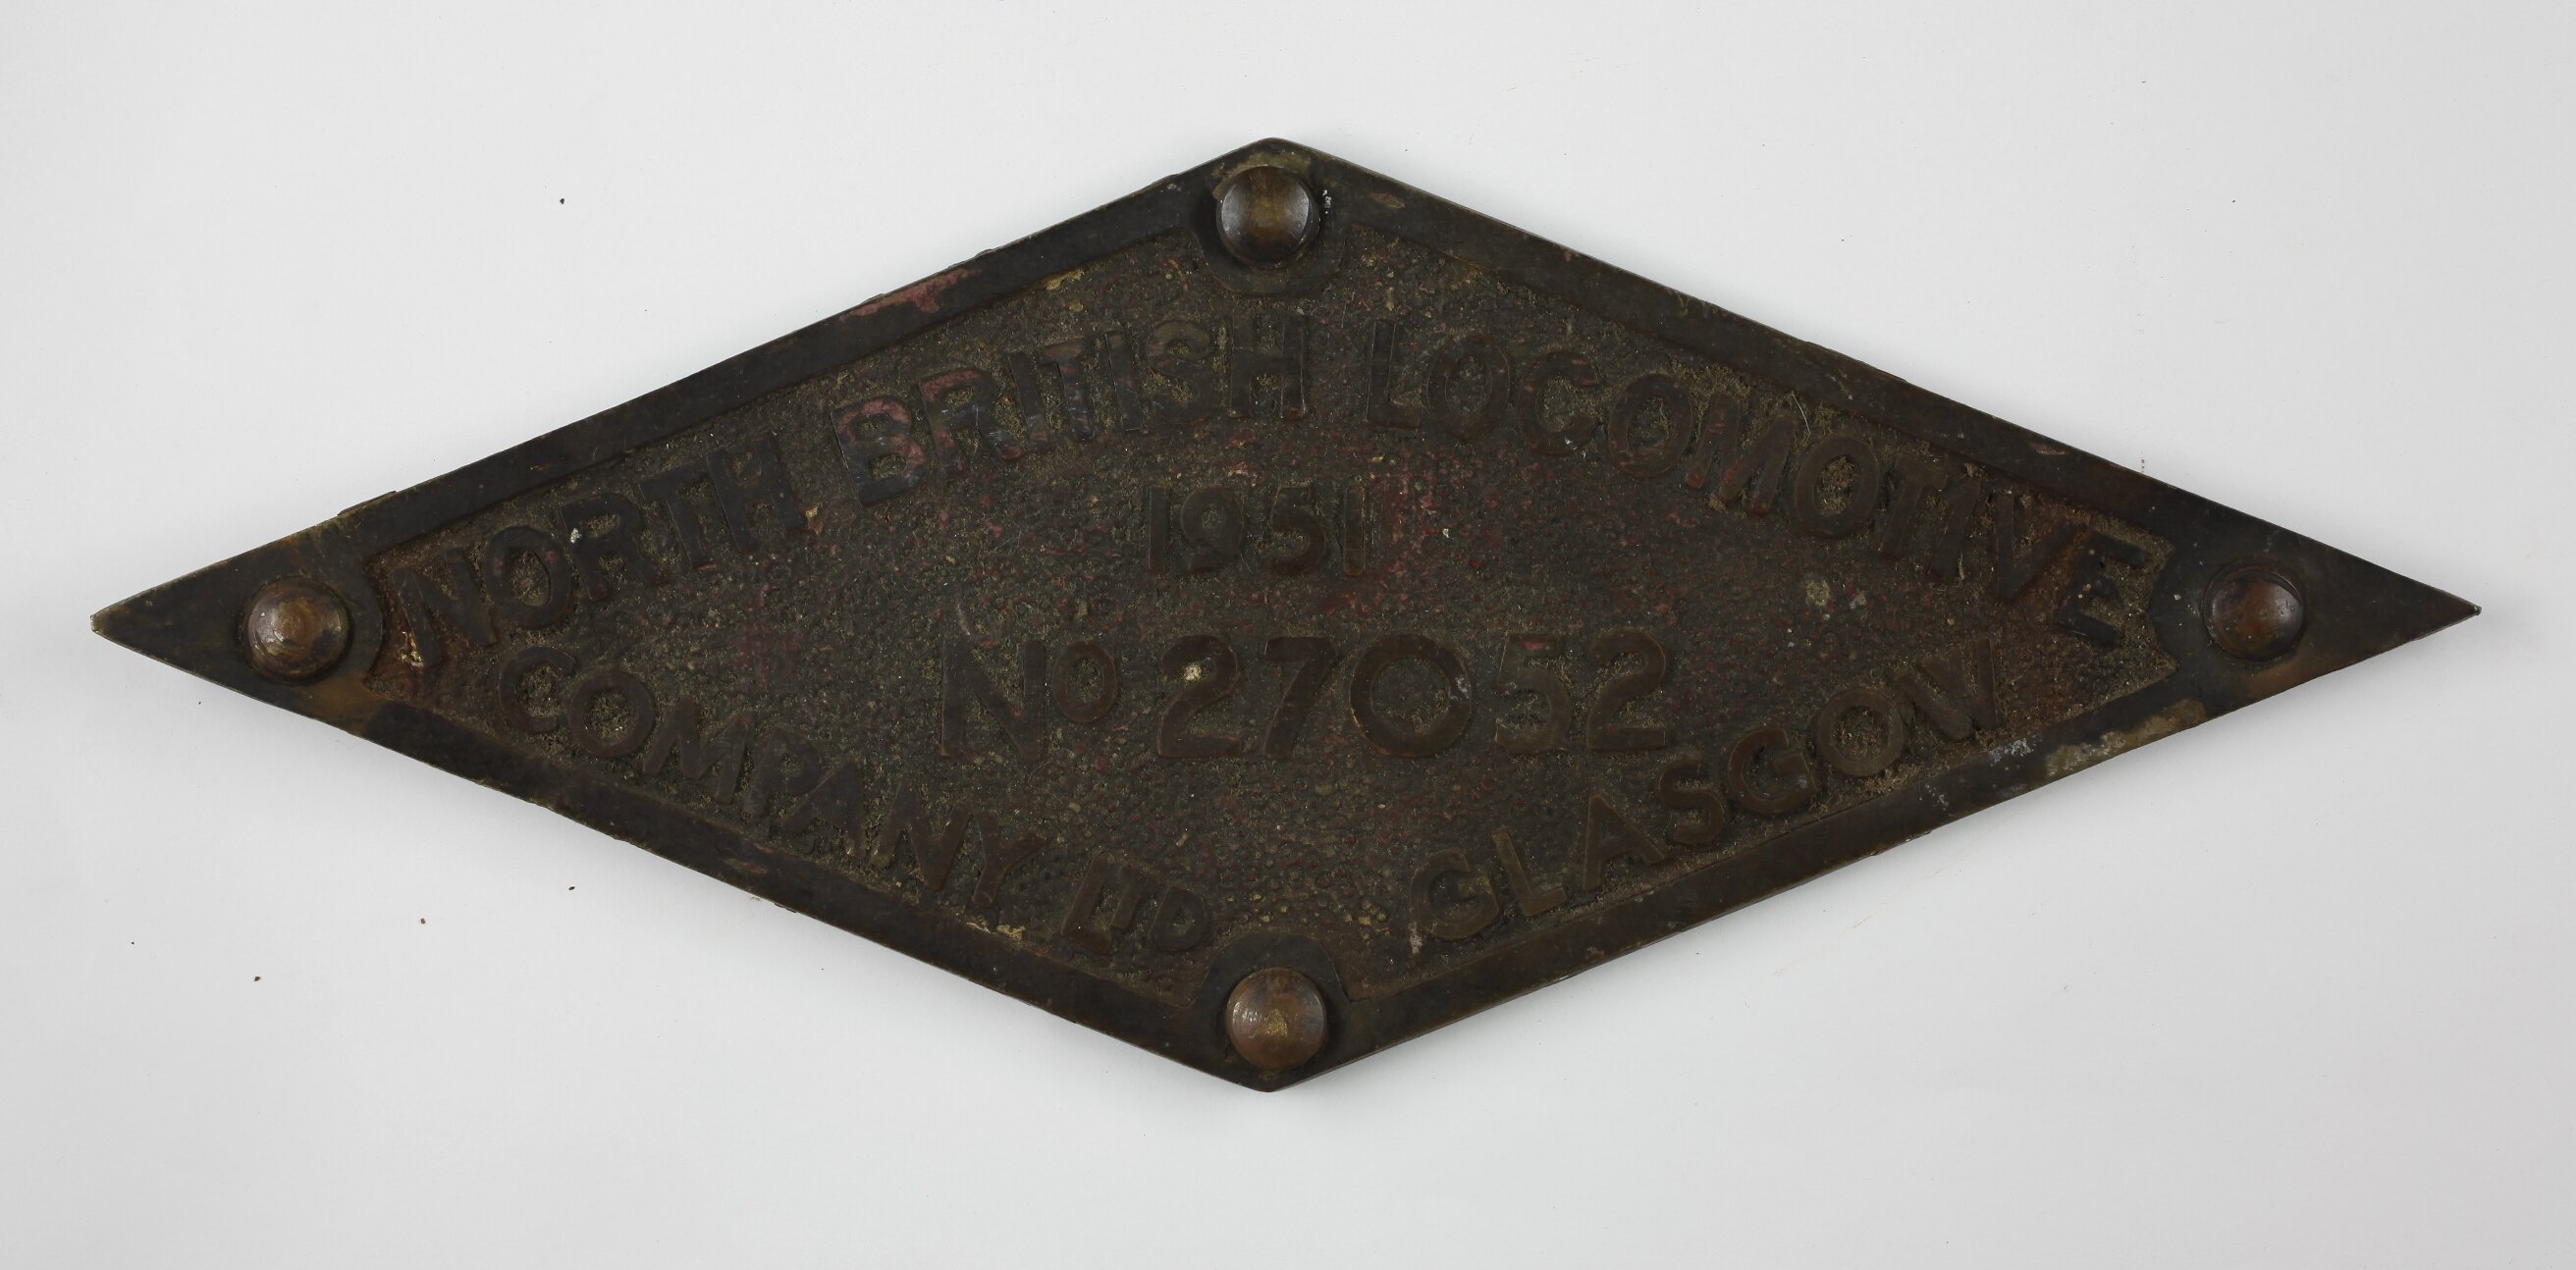 NORTH BRITISH LOCOMOTIVE
1951
No 27052
COMPANY LTD GLASGOW